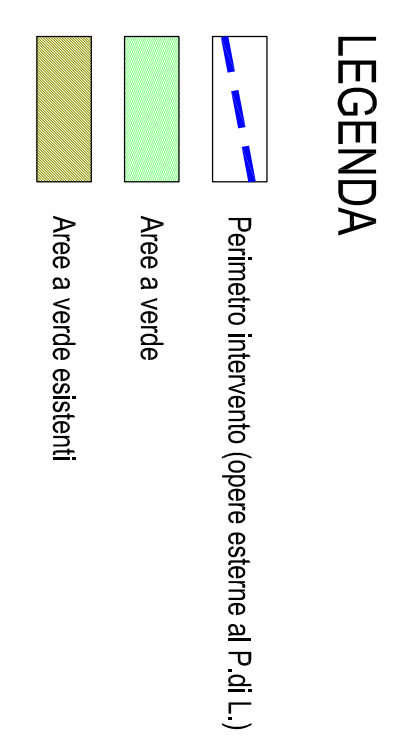 LEGENDA
Perimetro intervento (opere esterne al P.di L.)
Aree a verde
Aree a verde esistenti